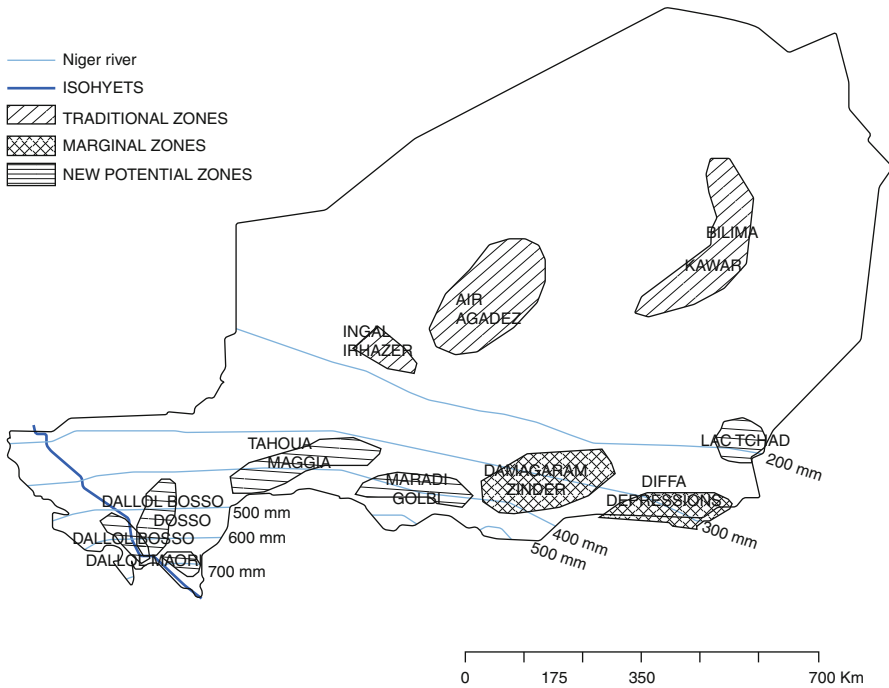 Niger river
ISOHYETS
TRADITIONAL ZONES
MARGINAL ZONES
NEW POTENTIAL ZONES
BILIMA
KAWAR
AIR
AGADEZ
INGAL
IRHAZER
TAHOUA
MAGGIA
LAC TCHAD
200 mm
MARADI
GOLBI
DAMAGARAM
ZINDER
DIFFA
DEPRESSIONS
300 mm
DALLOL BOSSO
DOSSO
DALLOL BOSSO
DALLOL MAORI
500 mm
600 mm
700 mm
400 mm
500 mm
0 175 350 700 Km